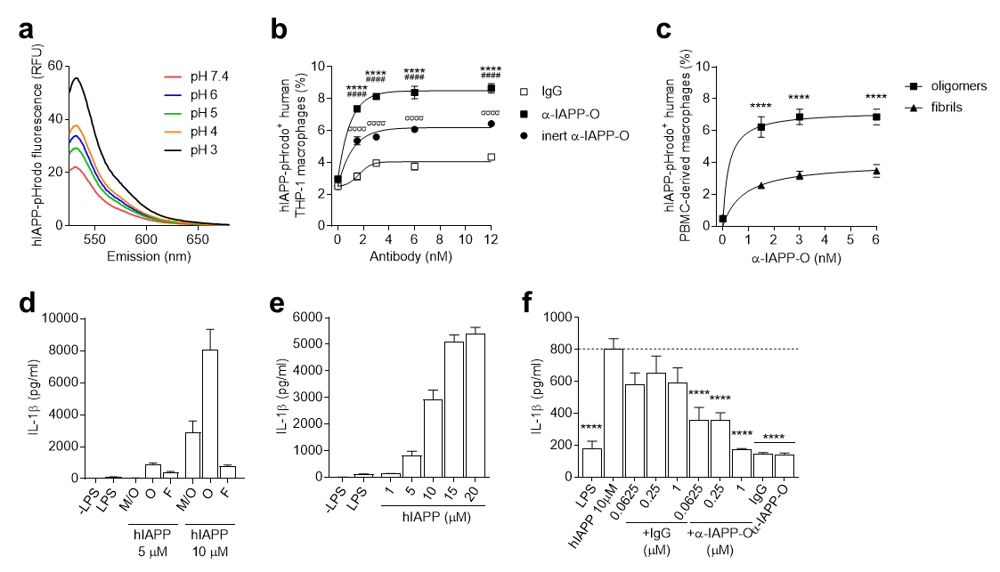 a
hIAPP-pHrodo fluorescence (RFU)
60
40
20
0
550
600
650
Emission (nm)
pH 7.4
pH 6
pH 5
pH 4
pH 3
b
hIAPP-pHrodo⁺ human
THP-1 macrophages (%)
10
8
6
4
2
0
0 2 4 6 8 10 12
Antibody (nM)
**** **** **** ****
#### #### #### ####
¤¤¤¤ ¤¤¤¤ ¤¤¤¤ ¤¤¤¤
IgG
α-IAPP-O
inert α-IAPP-O
c
hIAPP-pHrodo⁺ human
PBMC-derived macrophages (%)
10
8
6
4
2
0
0 1 2 3 4 5 6
α-IAPP-O (nM)
**** **** ****
oligomers
fibrils
d
IL-1β (pg/ml)
10000
8000
6000
4000
2000
0
-LPS LPS M/O O F M/O O F
hIAPP
5 μM
hIAPP
10 μM
e
IL-1β (pg/ml)
6000
5000
4000
3000
2000
1000
0
-LPS LPS 1 5 10 15 20
hIAPP (μM)
f
IL-1β (pg/ml)
1000
800
600
400
200
0
**** **** **** **** ****
LPS hIAPP 10μM 0.0625 0.25 1 0.0625 0.25 1 IgG α-IAPP-O
+IgG
(μM)
+α-IAPP-O
(μM)